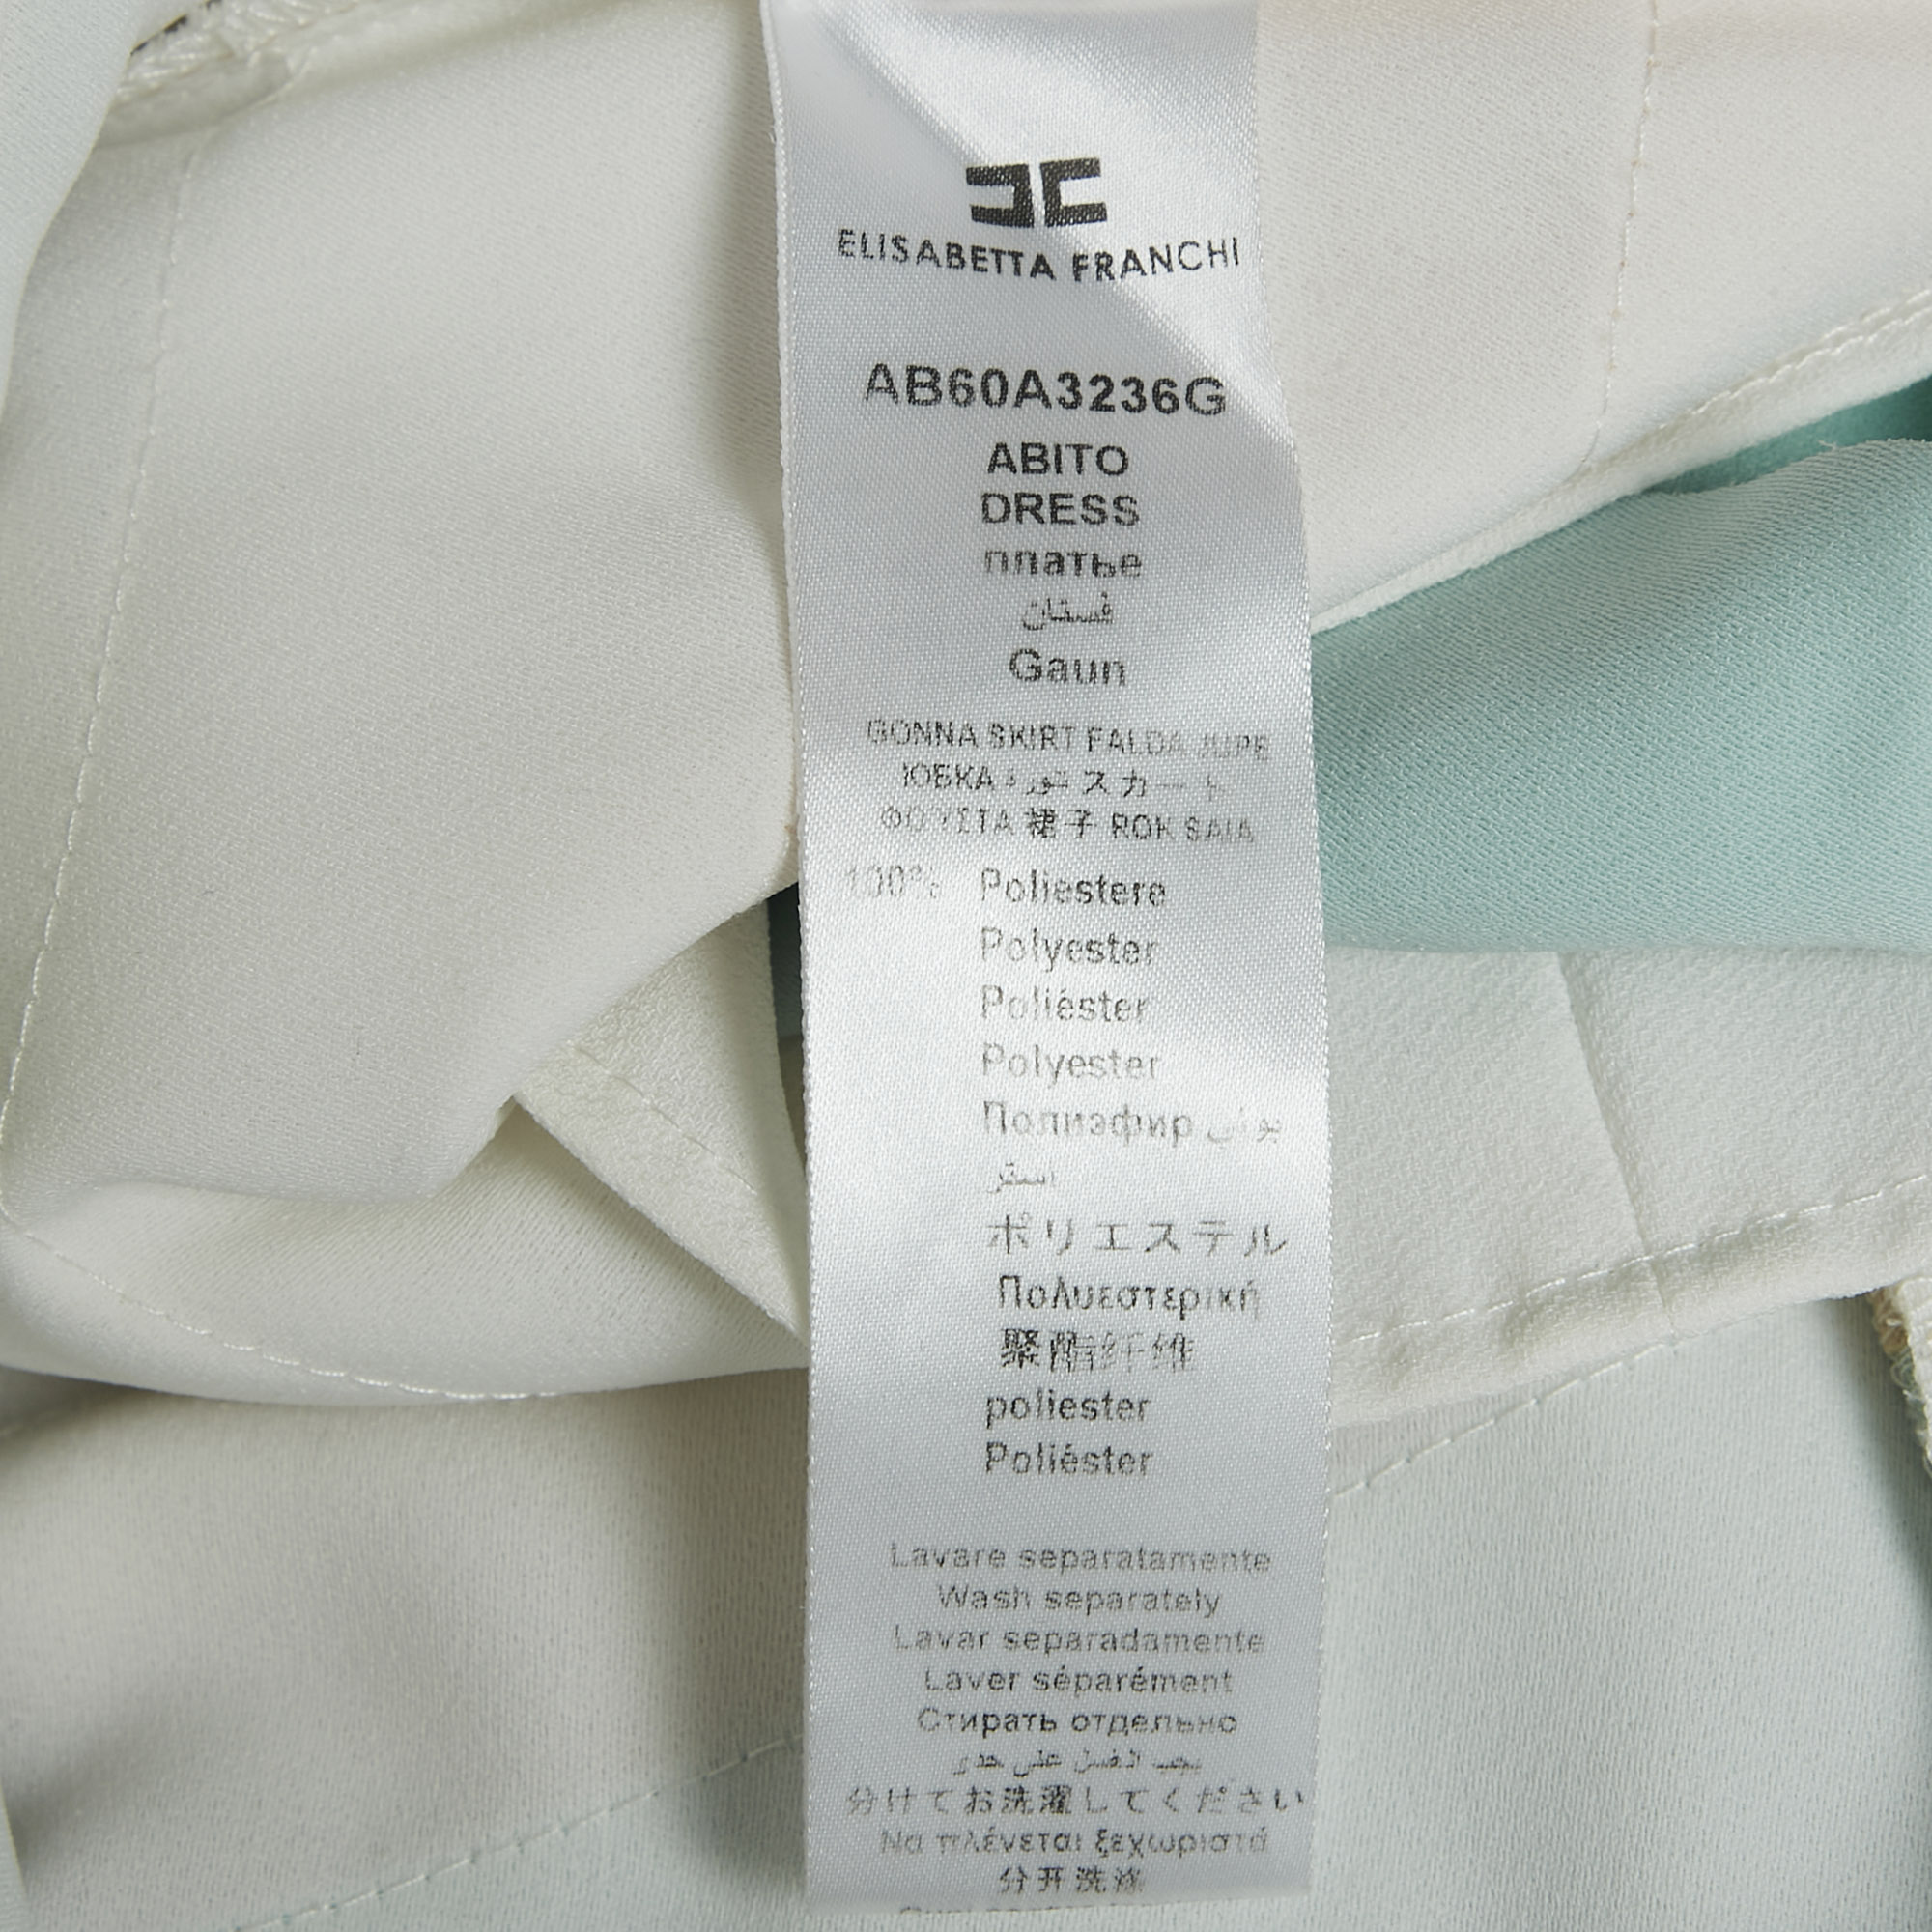 ELISABETTA FRANCHI
AB60A3236G
ABITO
DRESS
платье
فستان
Gaun
GONNA SKIRT FALDA JUPE
ЮБКА تنورة スカート
ΦΟΥΣΤΑ 裙子 ROK SAIA
100% Poliestere
Polyester
Poliéster
Polyester
Полиэфир بولي
استر
ポリエステル
Πολυεστερική
聚酯纤维
poliester
Poliéster
Lavare separatamente
Wash separately
Lavar separadamente
Laver séparément
Стирать отдельно
يجب الغسل على حدى
分けてお洗濯してください
Να πλένεται ξεχωριστά
分开洗涤